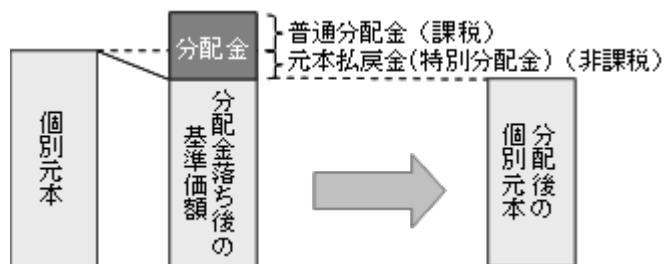 分配金
普通分配金（課税）
元本払戻金(特別分配金)（非課税）
個別元本
分配金落ち後の
基準価額
分配後の
個別元本